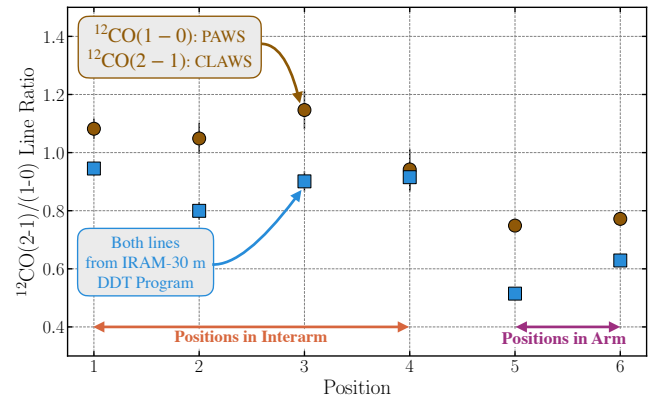 1.4
1.2
1.0
0.8
0.6
0.4
¹²CO(2-1)/(1-0) Line Ratio
¹²CO(1 − 0): PAWS
¹²CO(2 − 1): CLAWS
Both lines
from IRAM-30 m
DDT Program
Positions in Interarm
Positions in Arm
1 2 3 4 5 6
Position